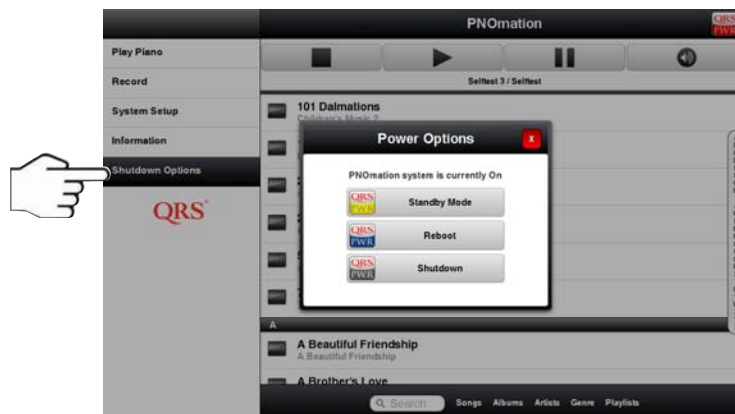 PNOmation
QRS
PWR
Play Piano
Record
System Setup
Information
Shutdown Options
QRS
Selftest 3 / Selftest
101 Dalmations
Children's Music 2
Power Options
X
PNOmation system is currently On
QRS
PWR
Standby Mode
QRS
PWR
Reboot
QRS
PWR
Shutdown
A
A Beautiful Friendship
A Beautiful Friendship
A Brother's Love
Search
Songs
Albums
Artists
Genre
Playlists